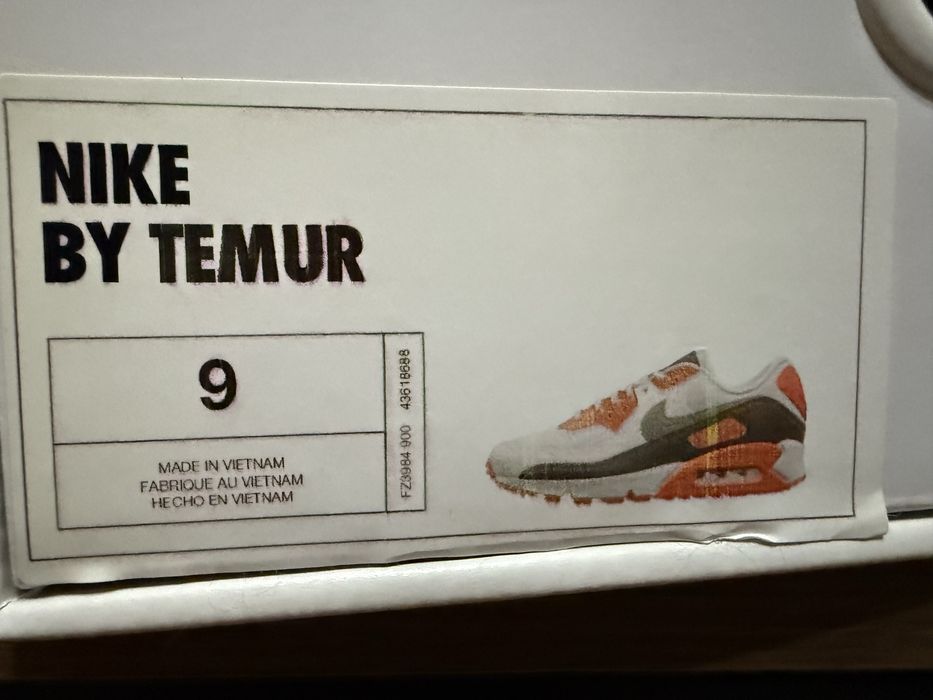 NIKE
BY TEMUR
9
MADE IN VIETNAM
FABRIQUE AU VIETNAM
HECHO EN VIETNAM
FZ3984 900 43618688